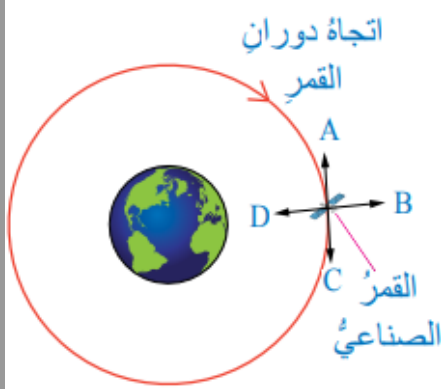 اتجاهُ دورانِ
القمرِ
A
B
D
C
القمرُ
الصناعيُّ